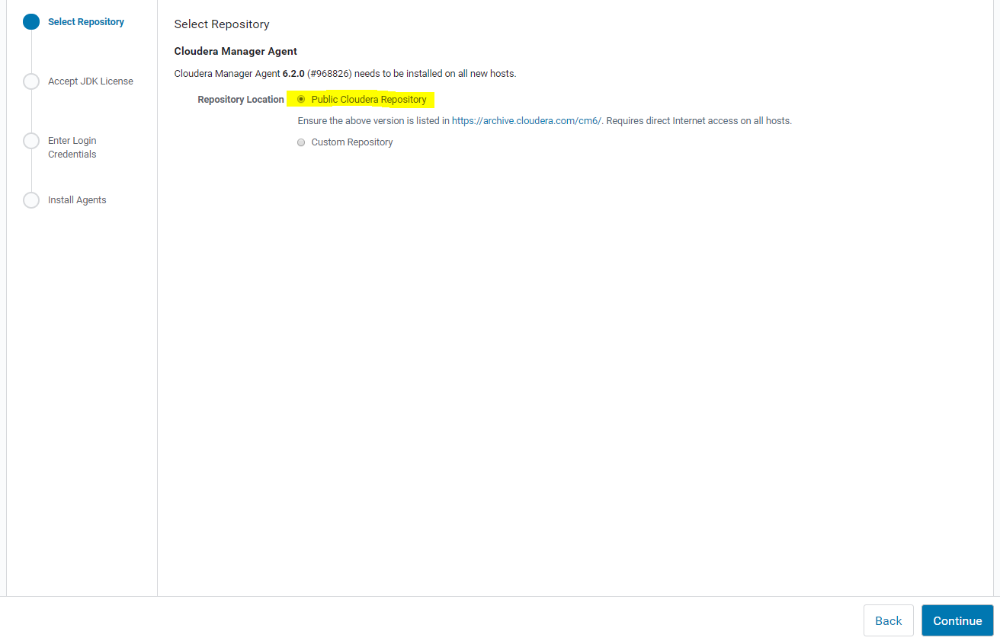 Select Repository
Accept JDK License
Enter Login
Credentials
Install Agents
Select Repository
Cloudera Manager Agent
Cloudera Manager Agent 6.2.0 (#968826) needs to be installed on all new hosts.
Repository Location Public Cloudera Repository
Ensure the above version is listed in https://archive.cloudera.com/cm6/. Requires direct Internet access on all hosts.
Custom Repository
Back Continue